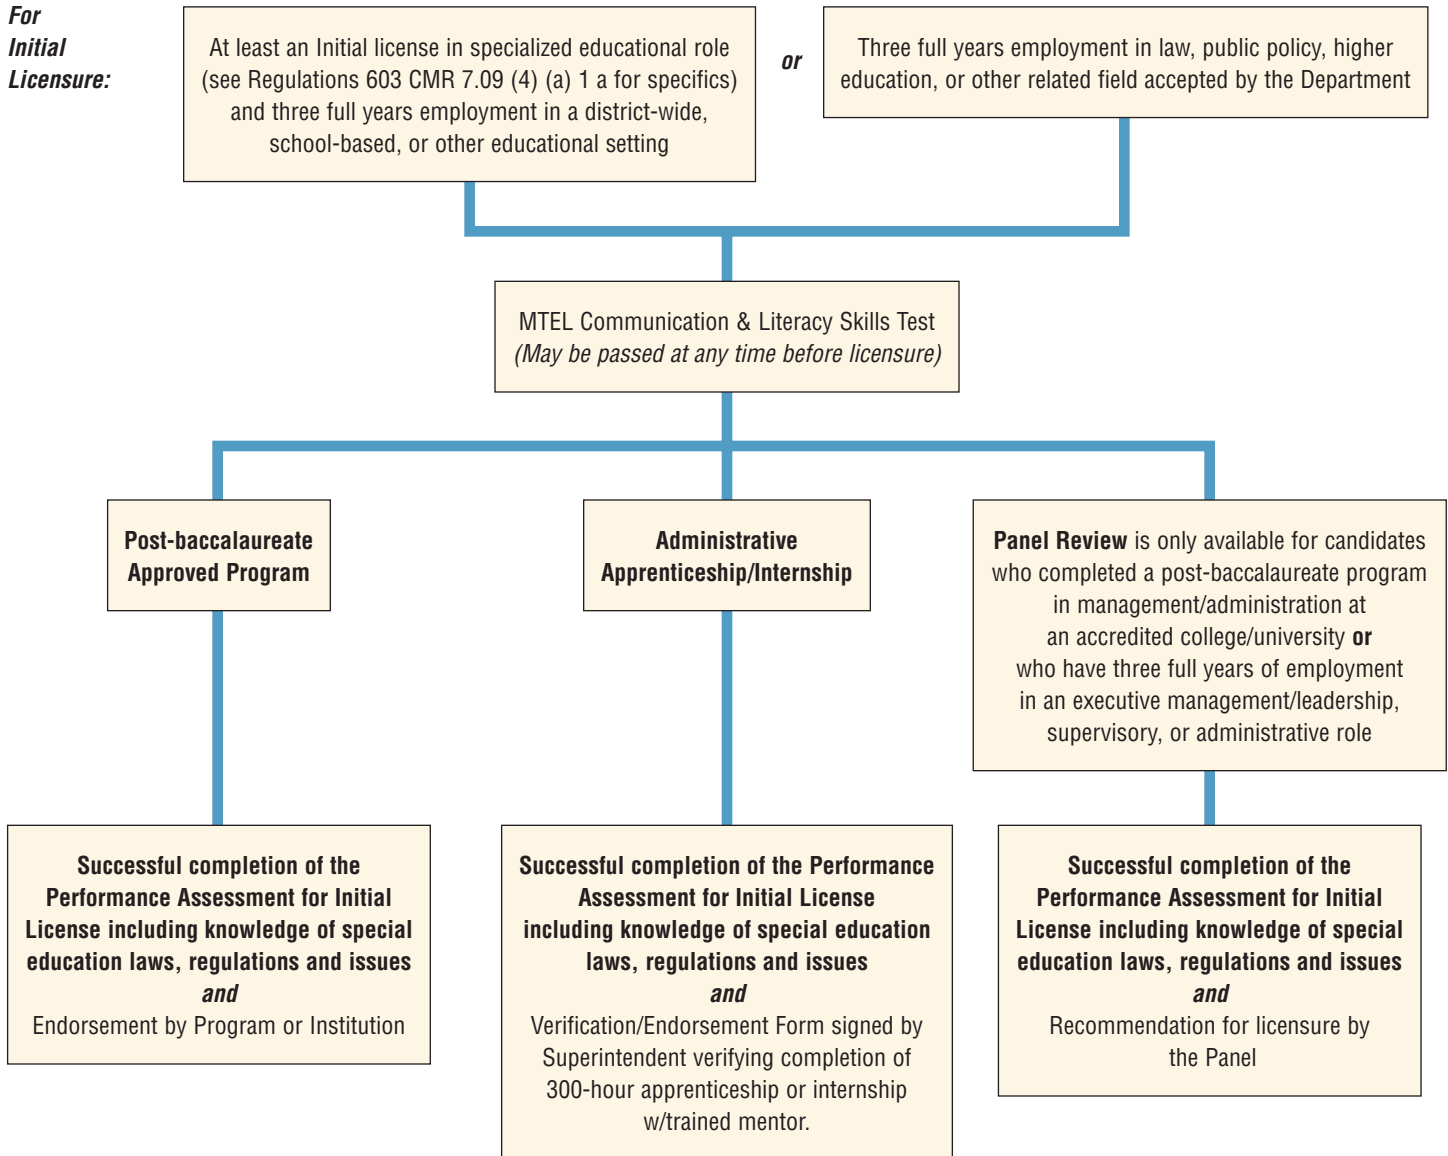 For
Initial
Licensure:
At least an Initial license in specialized educational role
(see Regulations 603 CMR 7.09 (4) (a) 1 a for specifics)
and three full years employment in a district-wide,
school-based, or other educational setting
or
Three full years employment in law, public policy, higher
education, or other related field accepted by the Department
MTEL Communication & Literacy Skills Test
(May be passed at any time before licensure)
Post-baccalaureate
Approved Program
Administrative
Apprenticeship/Internship
Panel Review is only available for candidates
who completed a post-baccalaureate program
in management/administration at
an accredited college/university or
who have three full years of employment
in an executive management/leadership,
supervisory, or administrative role
Successful completion of the
Performance Assessment for Initial
License including knowledge of special
education laws, regulations and issues
and
Endorsement by Program or Institution
Successful completion of the Performance
Assessment for Initial License
including knowledge of special education
laws, regulations and issues
and
Verification/Endorsement Form signed by
Superintendent verifying completion of
300-hour apprenticeship or internship
w/trained mentor.
Successful completion of the
Performance Assessment for Initial
License including knowledge of special
education laws, regulations and issues
and
Recommendation for licensure by
the Panel